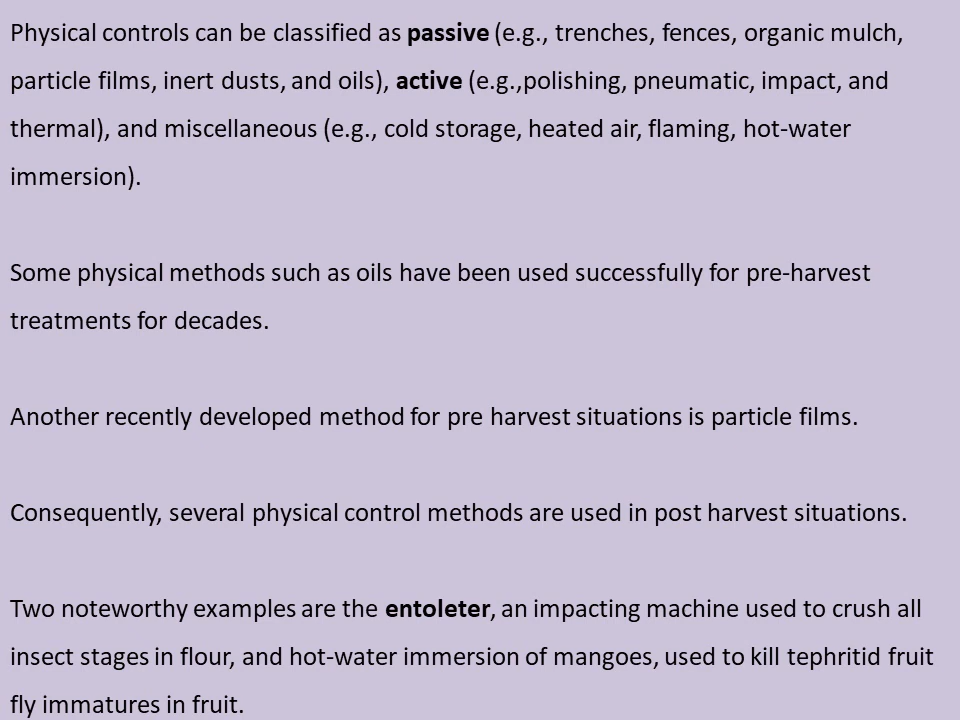 Physical controls can be classified as passive (e.g., trenches, fences, organic mulch,
particle films, inert dusts, and oils), active (e.g.,polishing, pneumatic, impact, and
thermal), and miscellaneous (e.g., cold storage, heated air, flaming, hot-water
immersion).
Some physical methods such as oils have been used successfully for pre-harvest
treatments for decades.
Another recently developed method for pre harvest situations is particle films.
Consequently, several physical control methods are used in post harvest situations.
Two noteworthy examples are the entoleter, an impacting machine used to crush all
insect stages in flour, and hot-water immersion of mangoes, used to kill tephritid fruit
fly immatures in fruit.